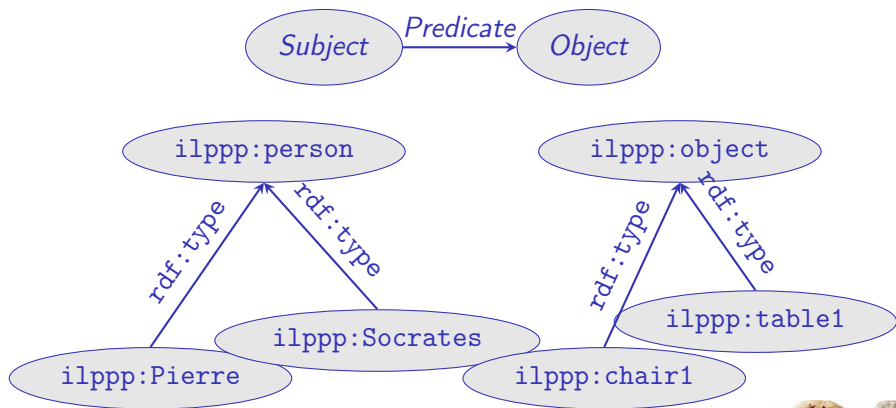 Predicate
Subject Object
ilppp:person ilppp:object
rdf:type rdf:type rdf:type rdf:type
ilppp:Socrates ilppp:table1
ilppp:Pierre ilppp:chair1